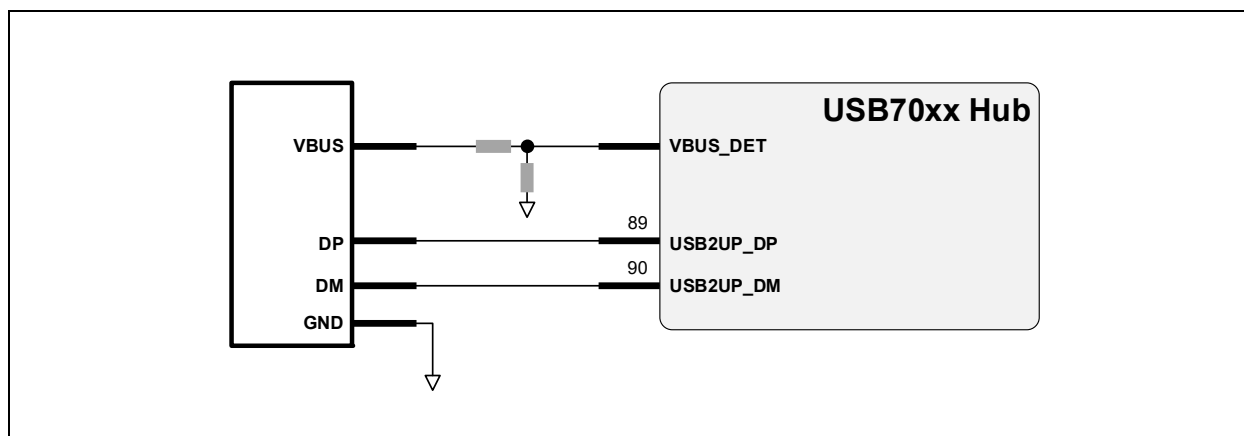 USB70xx Hub
VBUS
VBUS_DET
89
DP
USB2UP_DP
90
DM
USB2UP_DM
GND